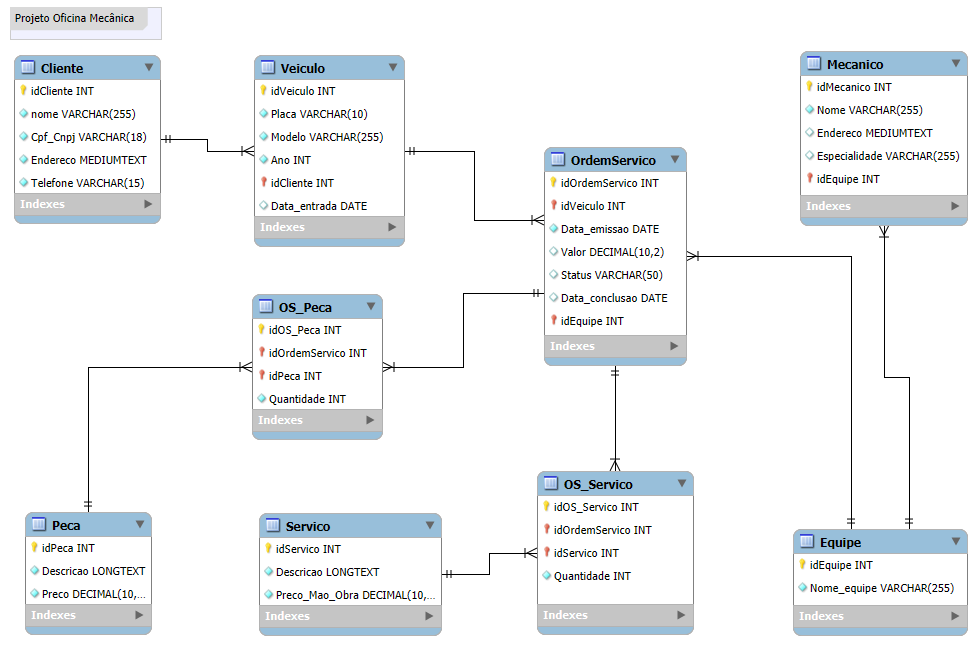 Projeto Oficina Mecânica
Cliente
idCliente INT
nome VARCHAR(255)
Cpf_Cnpj VARCHAR(18)
Endereco MEDIUMTEXT
Telefone VARCHAR(15)
Indexes
Veiculo
idVeiculo INT
Placa VARCHAR(10)
Modelo VARCHAR(255)
Ano INT
idCliente INT
Data_entrada DATE
Indexes
OrdemServico
idOrdemServico INT
idVeiculo INT
Data_emissao DATE
Valor DECIMAL(10,2)
Status VARCHAR(50)
Data_conclusao DATE
idEquipe INT
Indexes
Mecanico
idMecanico INT
Nome VARCHAR(255)
Endereco MEDIUMTEXT
Especialidade VARCHAR(255)
idEquipe INT
Indexes
OS_Peca
idOS_Peca INT
idOrdemServico INT
idPeca INT
Quantidade INT
Indexes
Peca
idPeca INT
Descricao LONGTEXT
Preco DECIMAL(10,...
Indexes
Servico
idServico INT
Descricao LONGTEXT
Preco_Mao_Obra DECIMAL(10,...
Indexes
OS_Servico
idOS_Servico INT
idOrdemServico INT
idServico INT
Quantidade INT
Indexes
Equipe
idEquipe INT
Nome_equipe VARCHAR(255)
Indexes